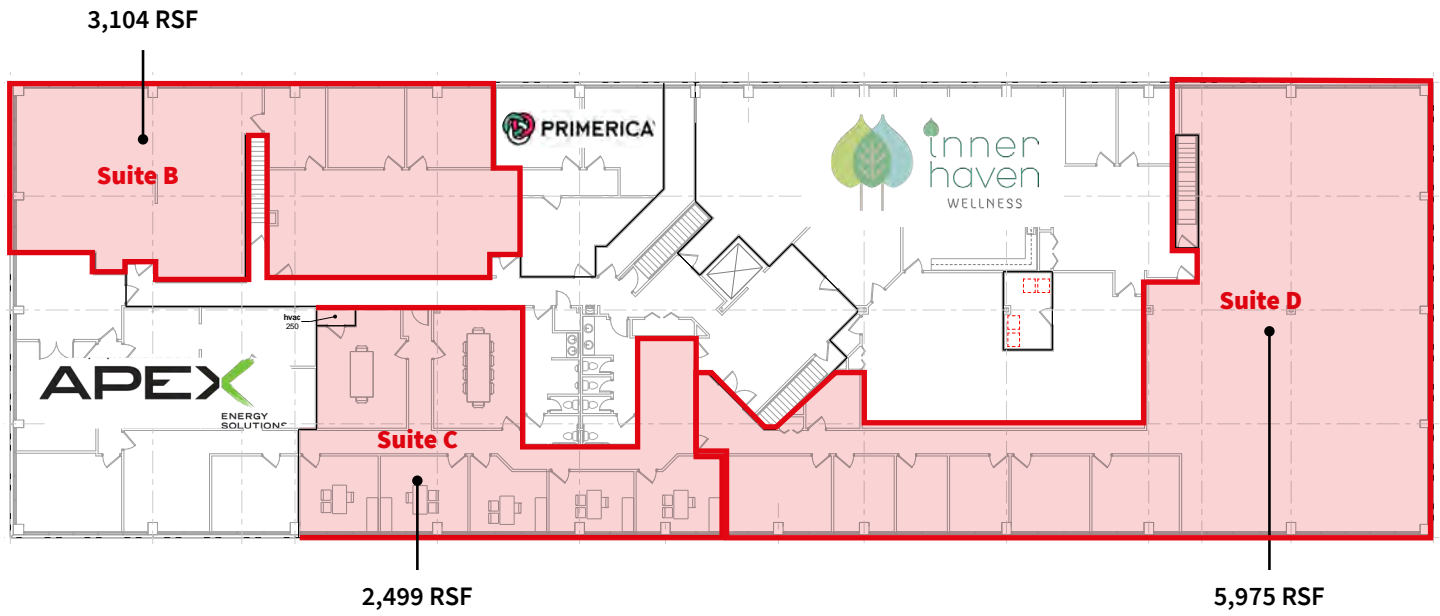 3,104 RSF
PRIMERICA
inner
haven
WELLNESS
Suite B
Suite D
hvac
250
APEX
ENERGY
SOLUTIONS
Suite C
2,499 RSF
5,975 RSF